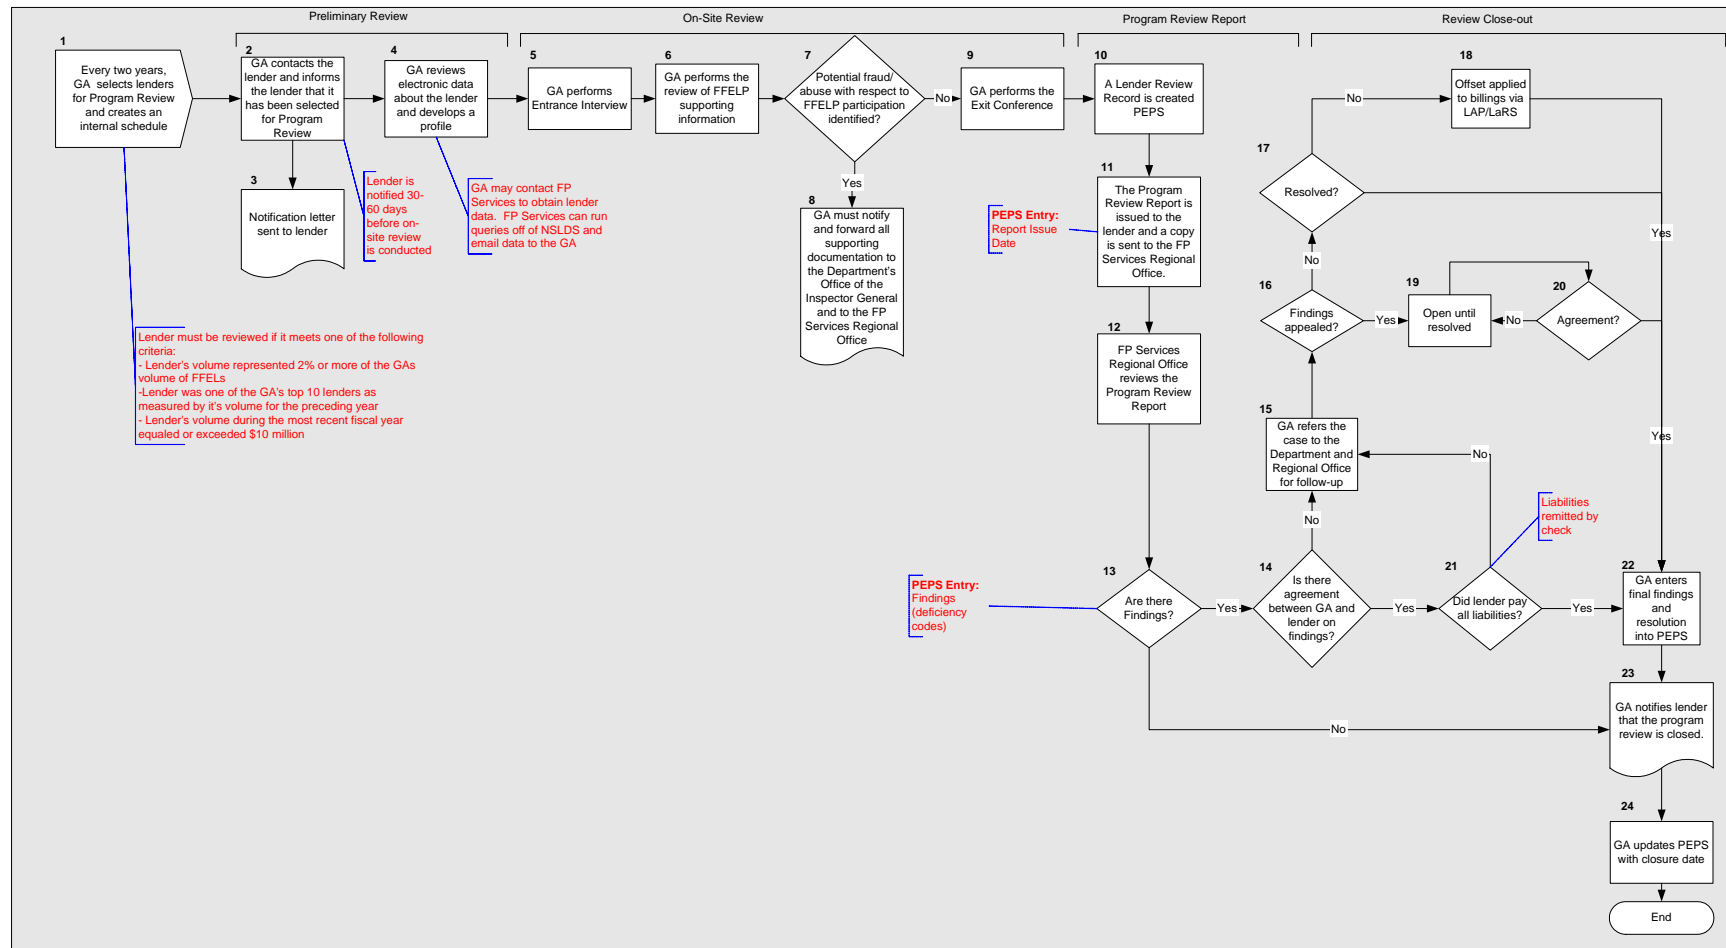 Preliminary Review
On-Site Review
Program Review Report
Review Close-out
1
Every two years,
GA selects lenders
for Program Review
and creates an
internal schedule
2
GA contacts the
lender and informs
the lender that it
has been selected
for Program
Review
3
Notification letter
sent to lender
4
GA reviews
electronic data
about the lender
and develops a
profile
Lender is
notified 30-
60 days
before on-
site review
is conducted
GA may contact FP
Services to obtain lender
data. FP Services can run
queries off of NSLDS and
email data to the GA
Lender must be reviewed if it meets one of the following
criteria:
- Lender's volume represented 2% or more of the GAs
volume of FFELs
-Lender was one of the GA's top 10 lenders as
measured by it's volume for the preceding year
- Lender's volume during the most recent fiscal year
equaled or exceeded $10 million
5
GA performs
Entrance Interview
6
GA performs the
review of FFELP
supporting
information
7
Potential fraud/
abuse with respect to
FFELP participation
identified?
No
Yes
8
GA must notify
and forward all
supporting
documentation to
the Department's
Office of the
Inspector General
and to the FP
Services Regional
Office
9
GA performs the
Exit Conference
10
A Lender Review
Record is created
PEPS
11
The Program
Review Report is
issued to the
lender and a copy
is sent to the FP
Services Regional
Office.
PEPS Entry:
Report Issue
Date
12
FP Services
Regional Office
reviews the
Program Review
Report
13
Are there
Findings?
PEPS Entry:
Findings
(deficiency
codes)
Yes
No
14
Is there
agreement
between GA and
lender on
findings?
No
Yes
15
GA refers the
case to the
Department and
Regional Office
for follow-up
16
Findings
appealed?
No
Yes
17
Resolved?
No
Yes
18
Offset applied
to billings via
LAP/LaRS
19
Open until
resolved
20
Agreement?
No
Yes
21
Did lender pay
all liabilities?
No
Yes
Liabilities
remitted by
check
22
GA enters
final findings
and
resolution
into PEPS
23
GA notifies lender
that the program
review is closed.
24
GA updates PEPS
with closure date
End